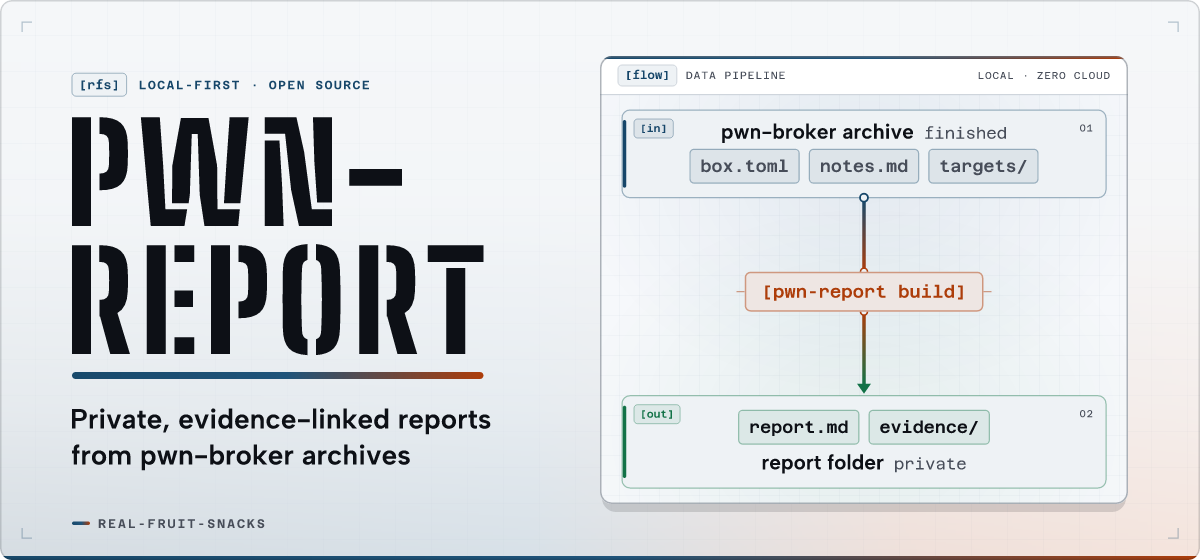 [rfs] LOCAL-FIRST · OPEN SOURCE
PWN-
REPORT
Private, evidence-linked reports
from pwn-broker archives
REAL-FRUIT-SNACKS
[flow] DATA PIPELINE LOCAL · ZERO CLOUD
[in] pwn-broker archive finished 01
box.toml notes.md targets/
[pwn-report build]
[out] report.md evidence/ 02
report folder private